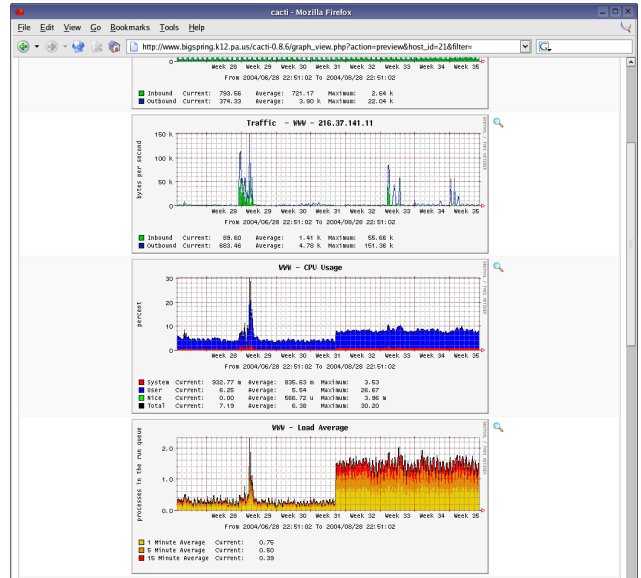 cacti - Mozilla Firefox
File Edit View Go Bookmarks Tools Help
http://www.bigspring.k12.pa.us/cacti-0.8.6/graph_view.php?action=preview&host_id=21&filter=
0
Week 28 Week 29 Week 30 Week 31 Week 32 Week 33 Week 34 Week 35
From 2004/06/28 22:51:02 To 2004/08/28 22:51:02
Inbound Current: 793.56 Average: 721.17 Maximum: 2.64 k
Outbound Current: 374.33 Average: 3.80 k Maximum: 22.04 k
Traffic - WWW - 216.37.141.11
bytes per second
150 k
100 k
50 k
0
Week 28 Week 29 Week 30 Week 31 Week 32 Week 33 Week 34 Week 35
From 2004/06/28 22:51:02 To 2004/08/28 22:51:02
Inbound Current: 89.60 Average: 1.41 k Maximum: 55.66 k
Outbound Current: 683.46 Average: 4.78 k Maximum: 151.36 k
WWW - CPU Usage
percent
30
20
10
0
Week 28 Week 29 Week 30 Week 31 Week 32 Week 33 Week 34 Week 35
From 2004/06/28 22:51:02 To 2004/08/28 22:51:02
System Current: 932.77 m Average: 835.63 m Maximum: 3.53
User Current: 6.25 Average: 5.54 Maximum: 26.67
Nice Current: 0.00 Average: 566.72 u Maximum: 3.96 m
Total Current: 7.19 Average: 6.38 Maximum: 30.20
WWW - Load Average
processes in the run queue
2.0
1.0
0.0
Week 28 Week 29 Week 30 Week 31 Week 32 Week 33 Week 34 Week 35
From 2004/06/28 22:51:02 To 2004/08/28 22:51:02
1 Minute Average Current: 0.75
5 Minute Average Current: 0.50
15 Minute Average Current: 0.39